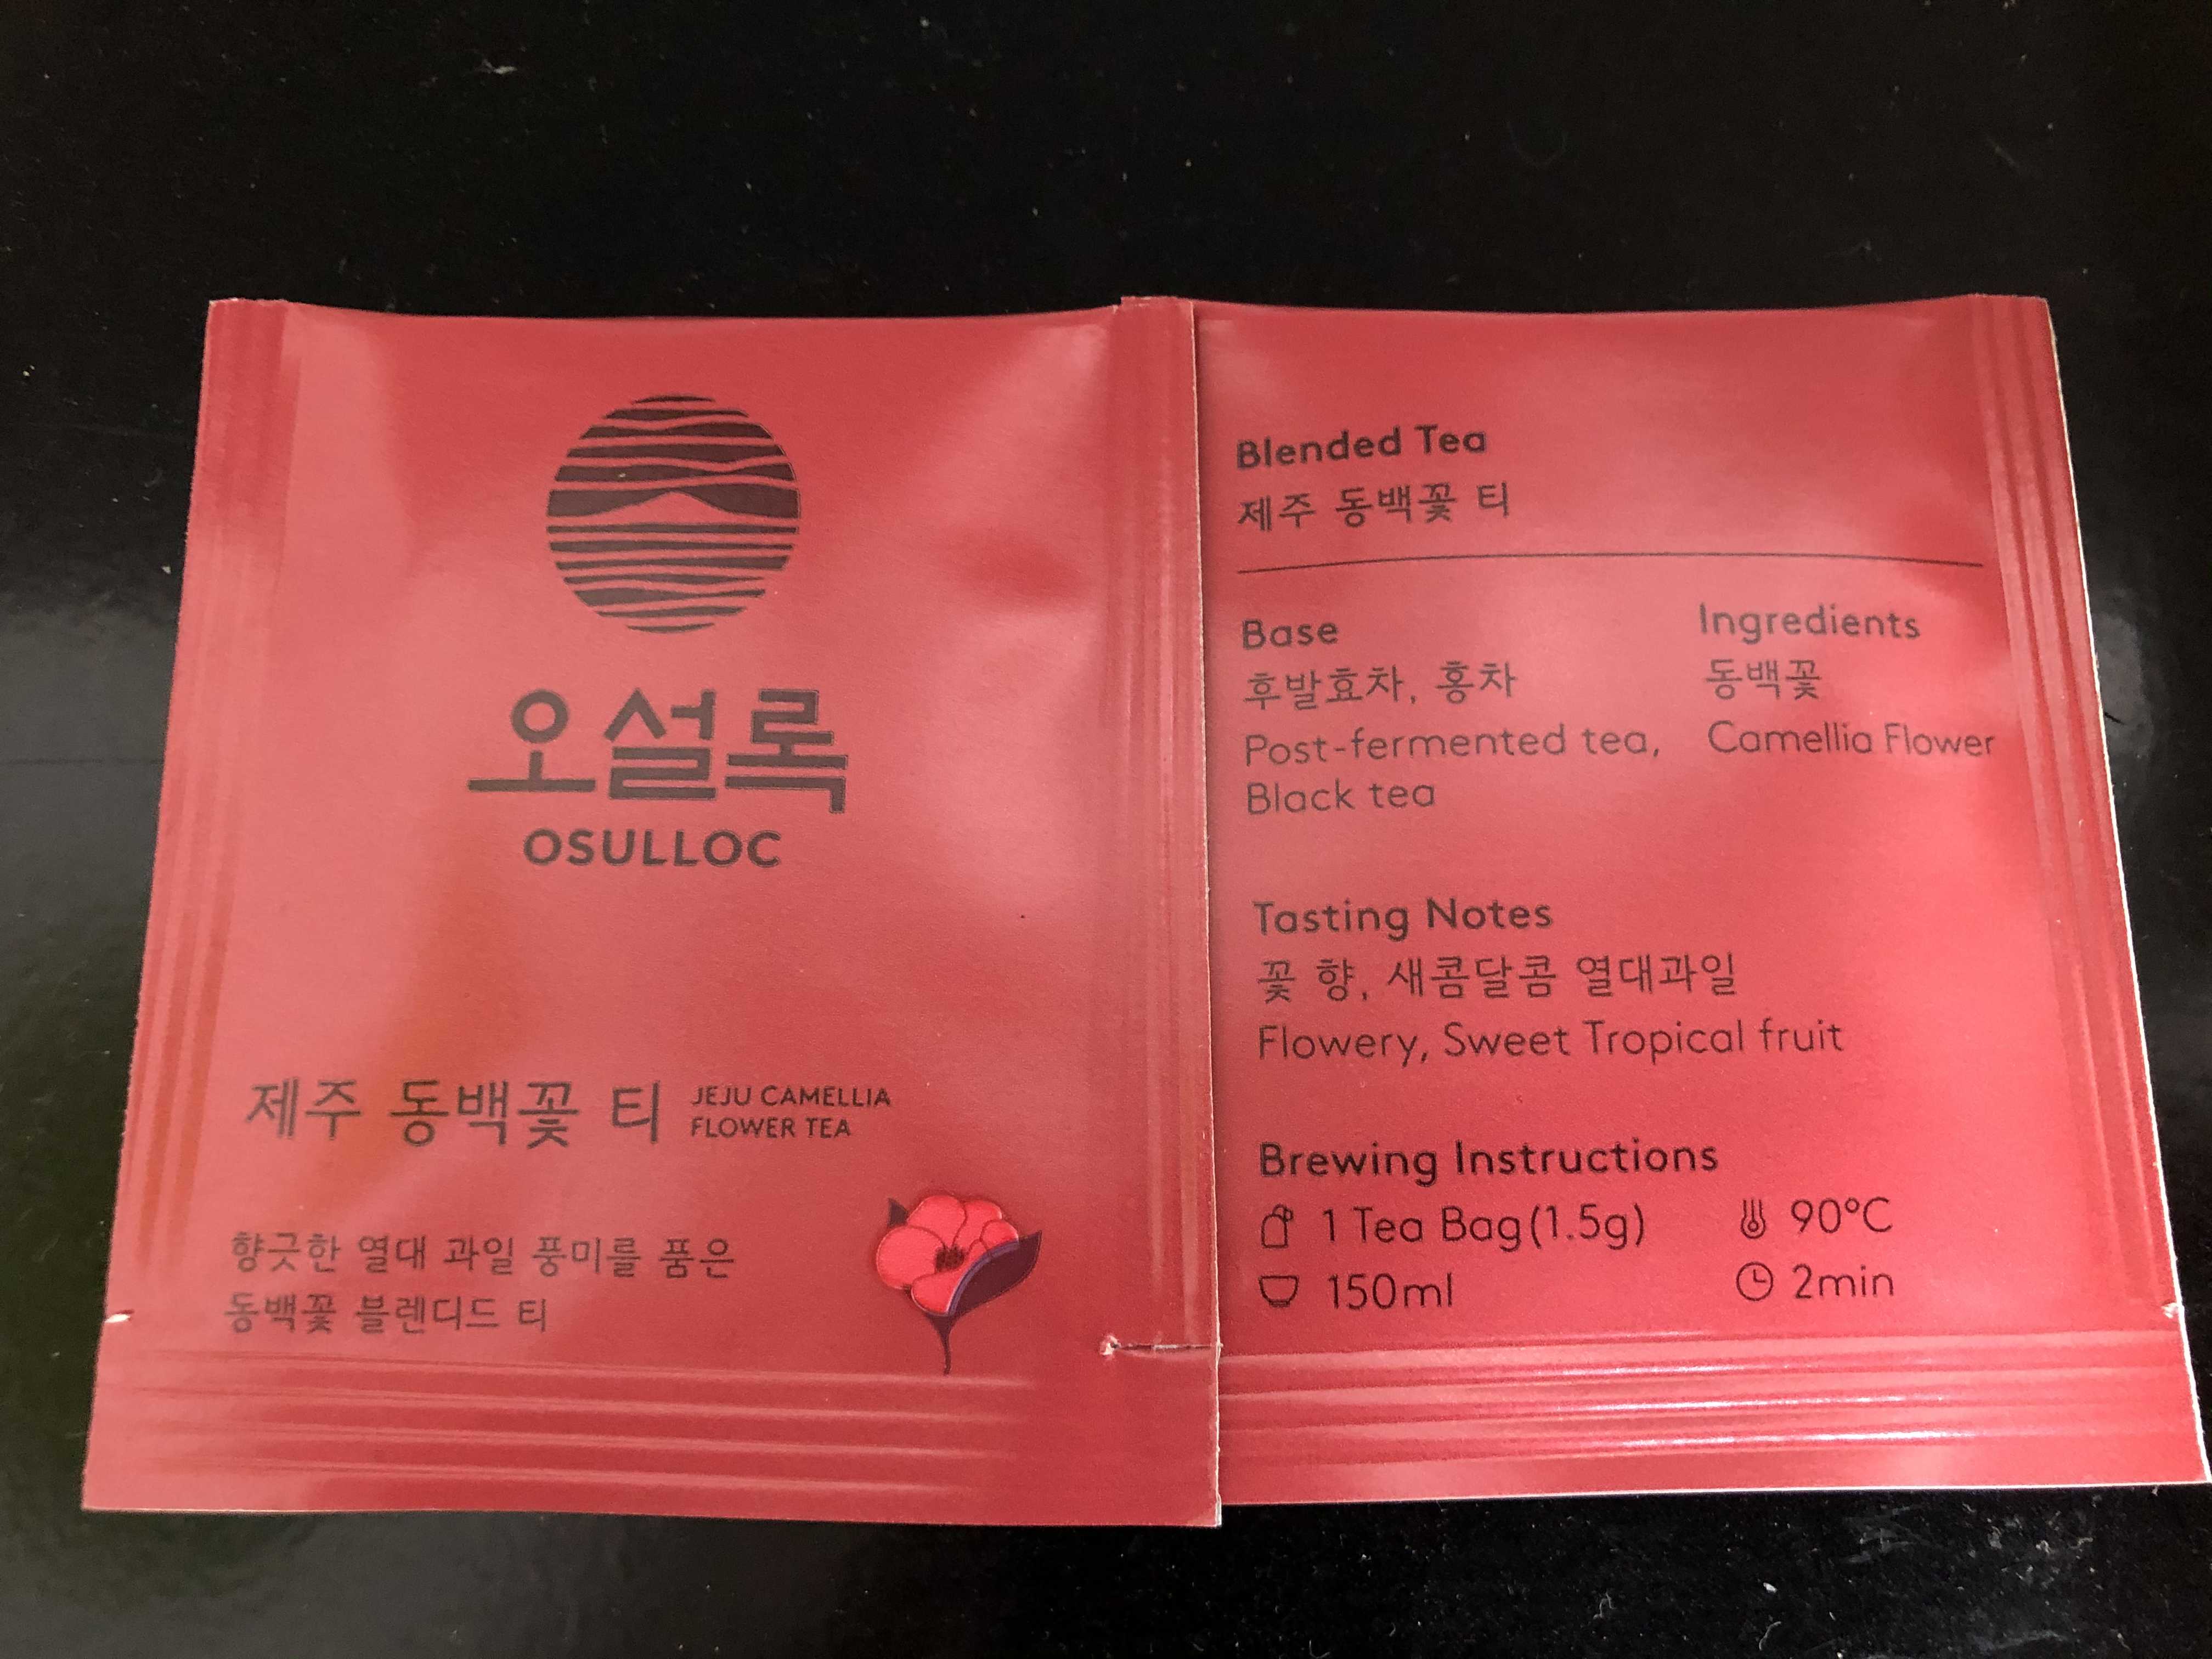 오설록
OSULLOC
제주 동백꽃 티
JEJU CAMELLIA
FLOWER TEA
향긋한 열대 과일 풍미를 품은
동백꽃 블렌디드 티
Blended Tea
제주 동백꽃 티
Base
후발효차, 홍차
Post-fermented tea,
Black tea
Ingredients
동백꽃
Camellia Flower
Tasting Notes
꽃 향, 새콤달콤 열대과일
Flowery, Sweet Tropical fruit
Brewing Instructions
1 Tea Bag(1.5g)
90°C
150ml
2min